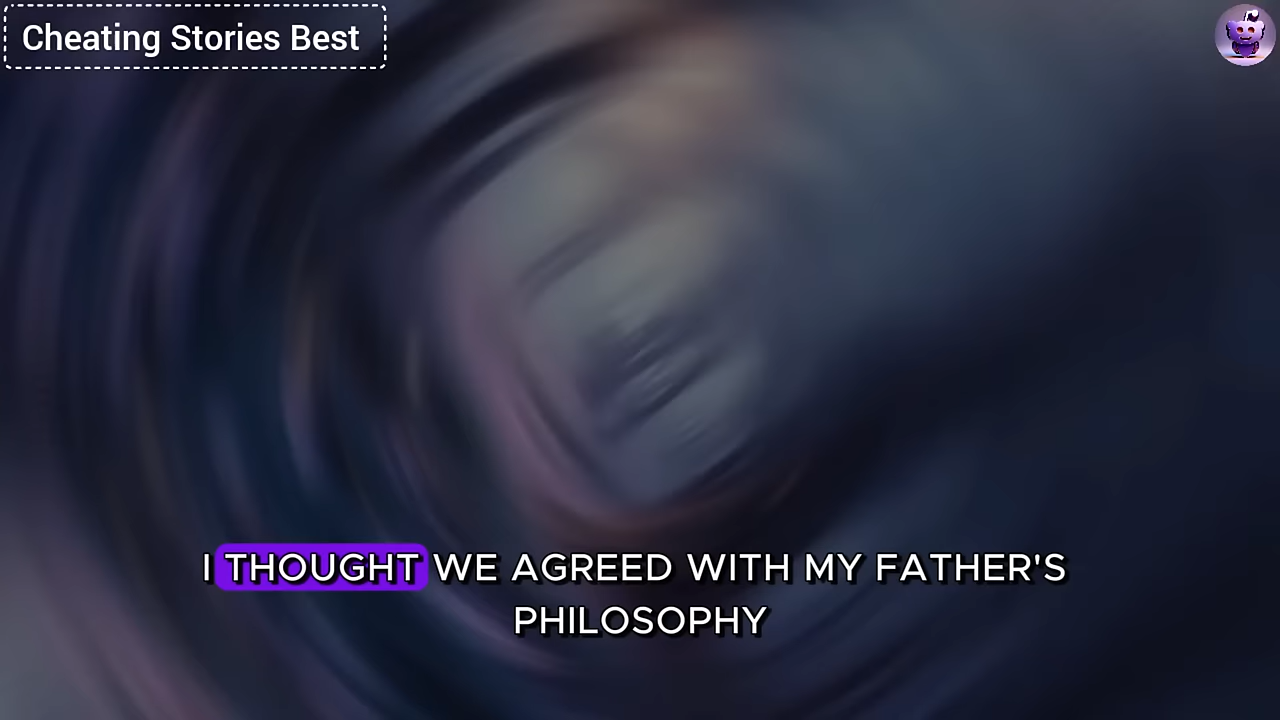 Cheating Stories Best
I THOUGHT WE AGREED WITH MY FATHER'S
PHILOSOPHY